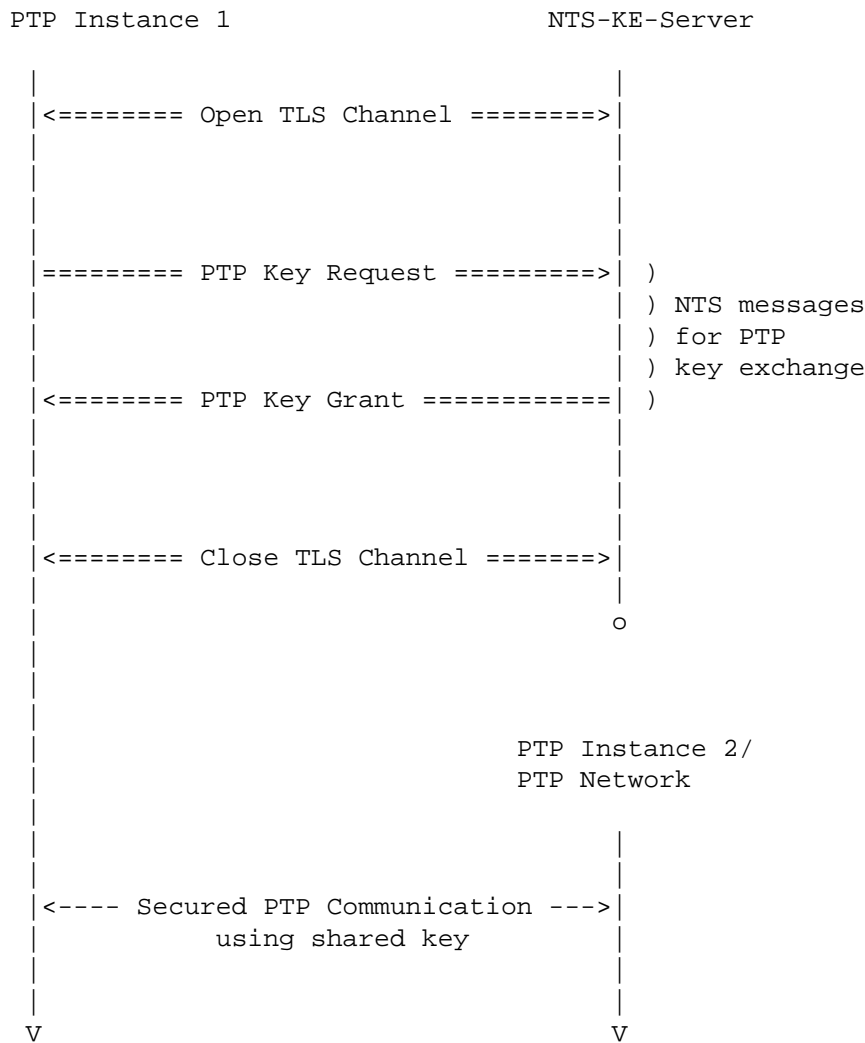 PTP Instance 1                    NTS-KE-Server
<======== Open TLS Channel ========>
========= PTP Key Request =========> )
) NTS messages
) for PTP
) key exchange
<======== PTP Key Grant ============ )
<======== Close TLS Channel =======>
o
PTP Instance 2/
PTP Network
<---- Secured PTP Communication --->
using shared key
V                                   V